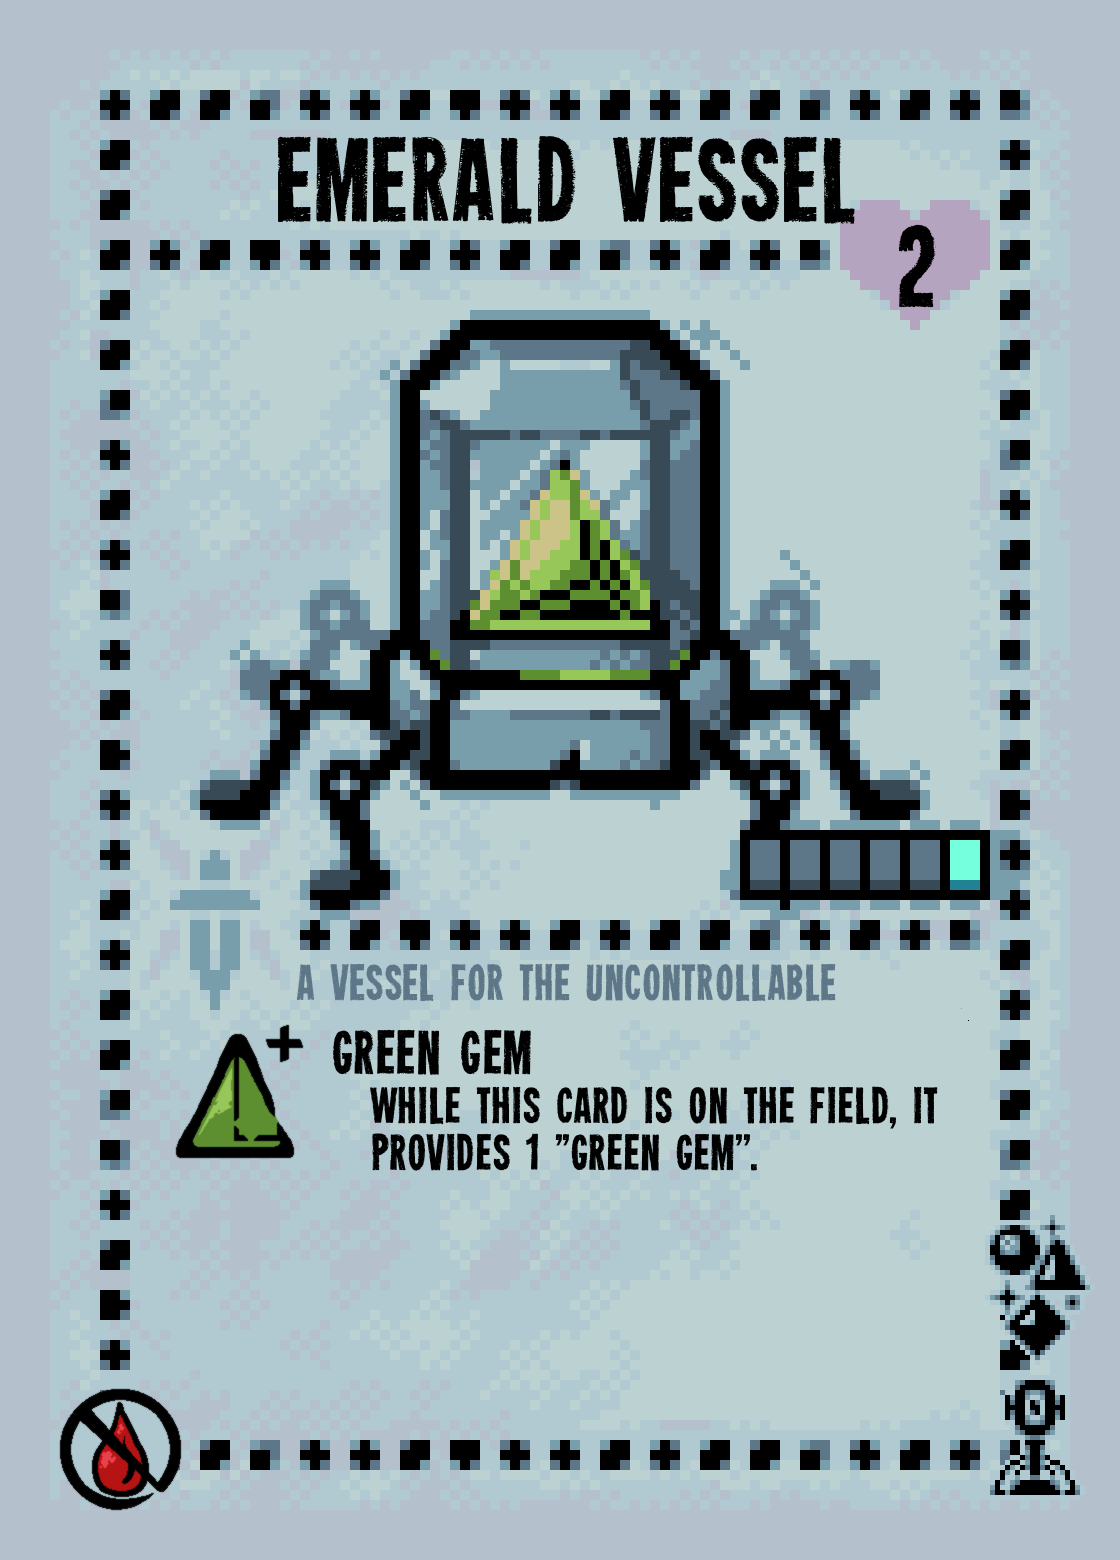 EMERALD VESSEL
2
A VESSEL FOR THE UNCONTROLLABLE
GREEN GEM
WHILE THIS CARD IS ON THE FIELD, IT
PROVIDES 1 "GREEN GEM".